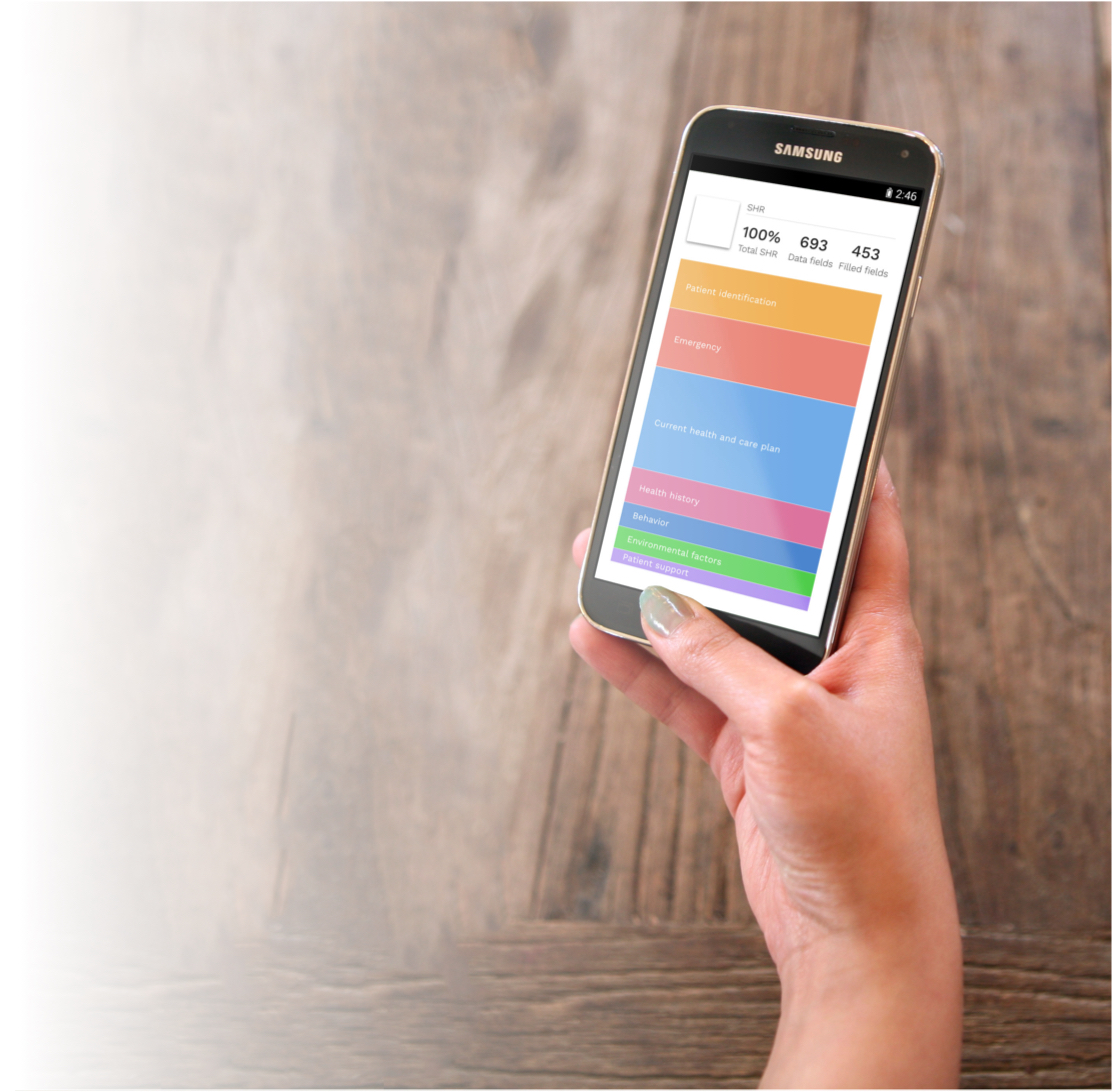 SAMSUNG
2:46
SHR
100% 693 453
Total SHR Data fields Filled fields
Patient identification
Emergency
Current health and care plan
Health history
Behavior
Environmental factors
Patient support